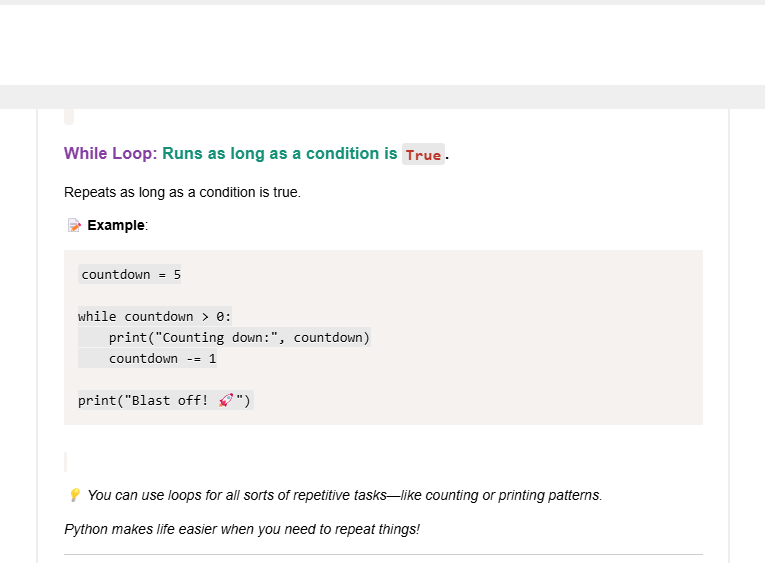 While Loop: Runs as long as a condition is True.
Repeats as long as a condition is true.
📝 Example:
countdown = 5
while countdown > 0:
    print("Counting down:", countdown)
    countdown -= 1
print("Blast off! 🚀")
💡 You can use loops for all sorts of repetitive tasks—like counting or printing patterns.
Python makes life easier when you need to repeat things!